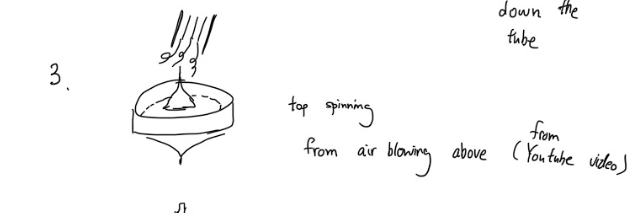 down the
tube
3.
top spinning
from air blowing above (from Youtube video)